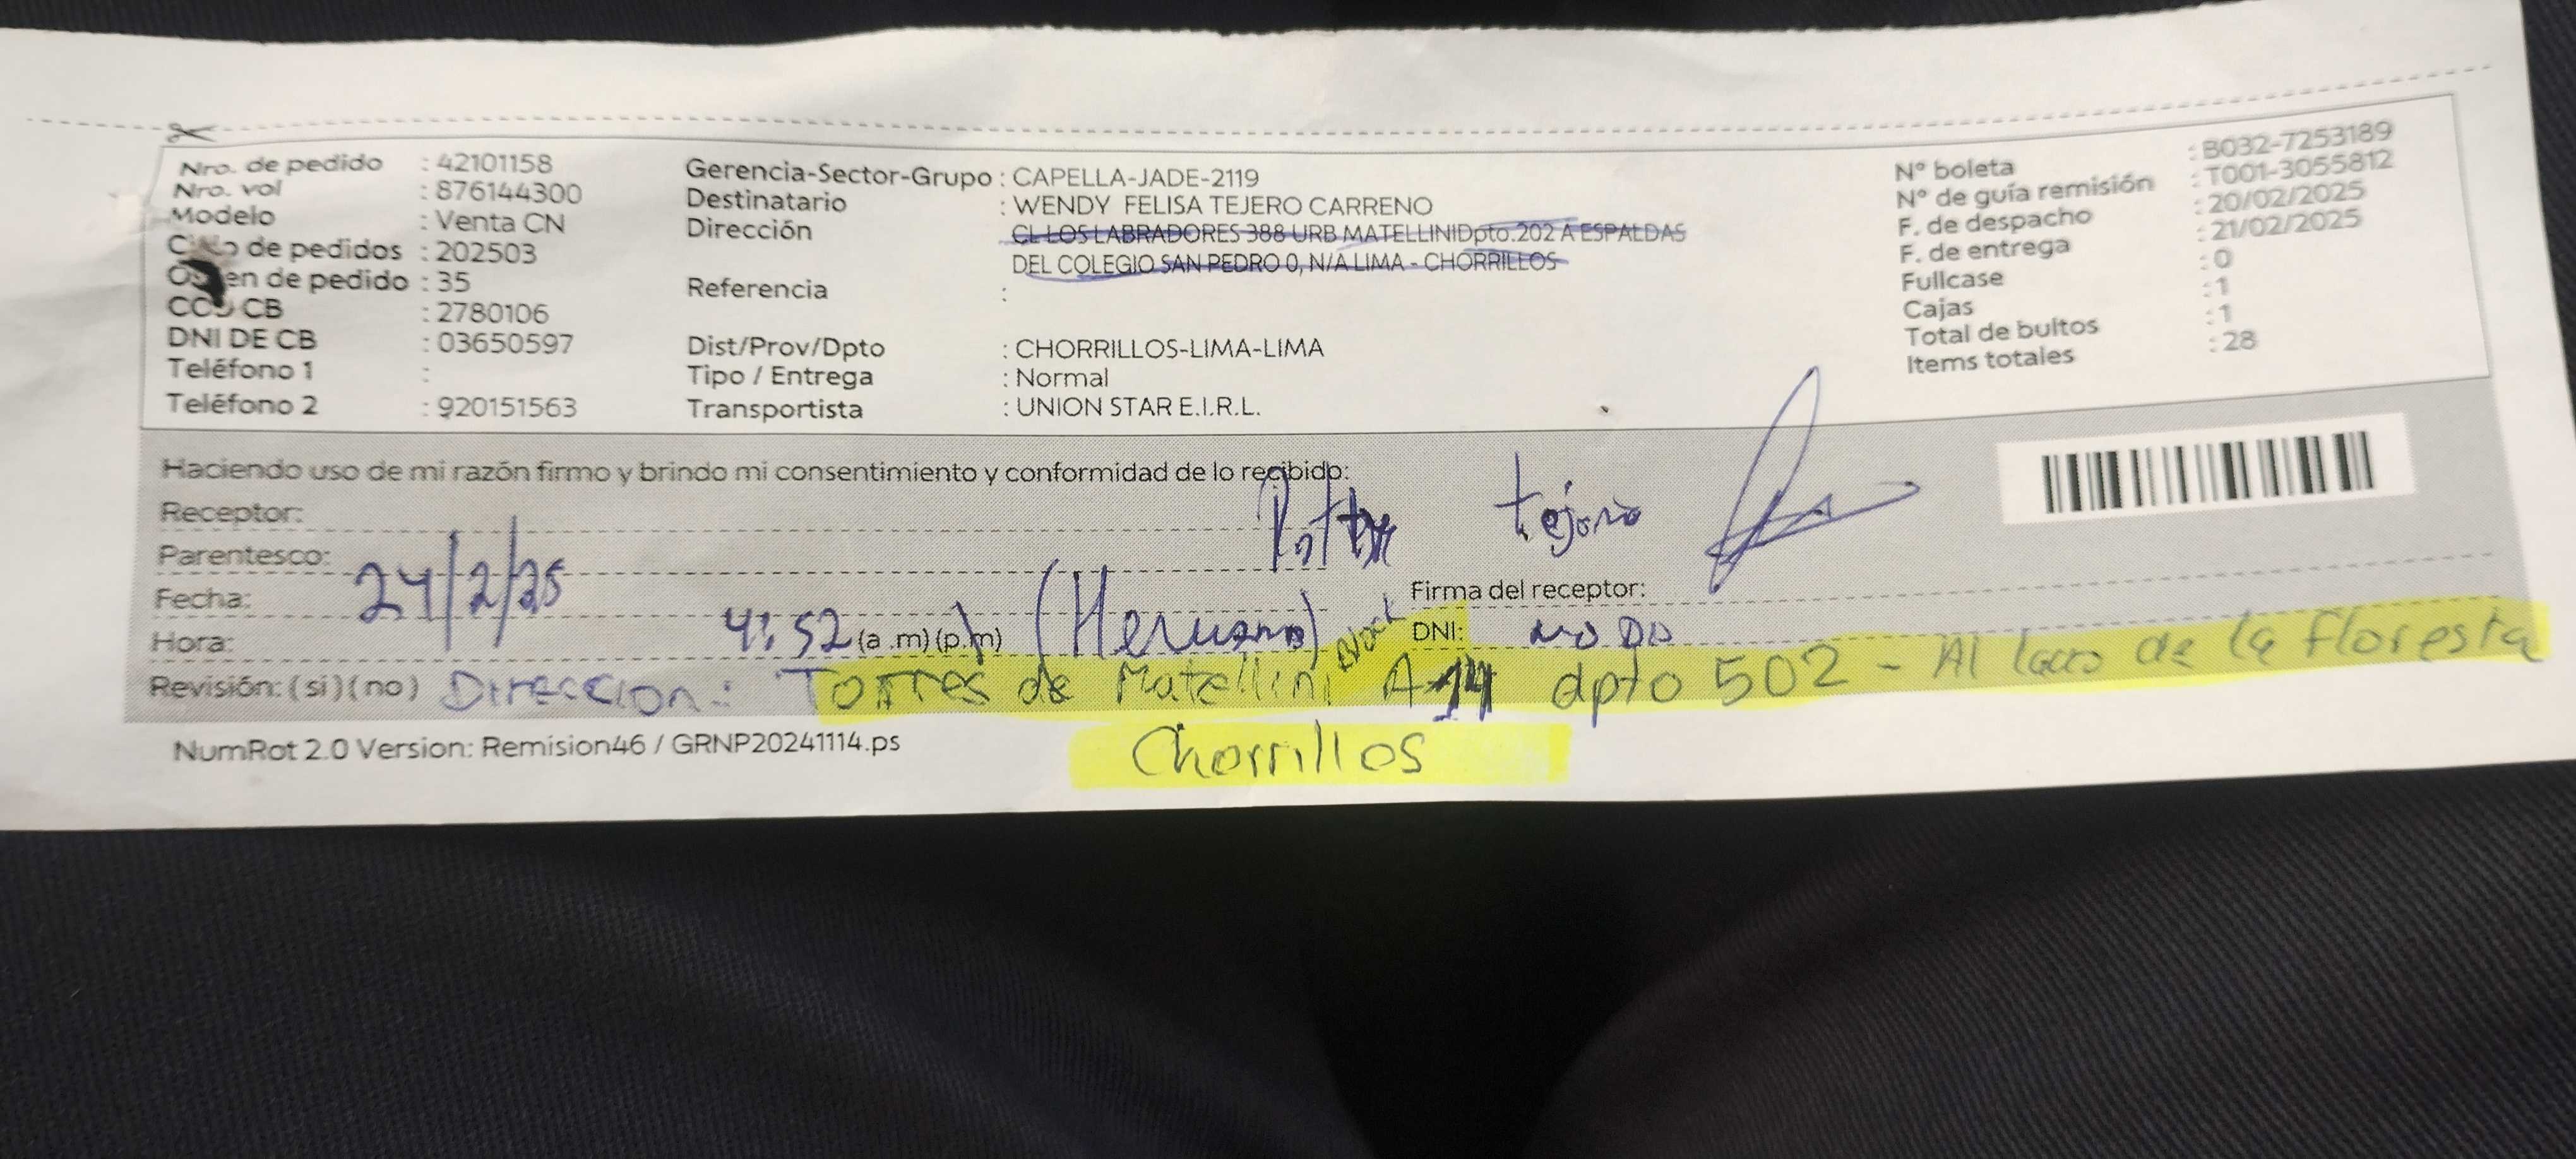 Nro. de pedido : 42101158
Nro. vol : 876144300
Modelo : Venta CN
de pedidos : 202503
en de pedido : 35
CB : 2780106
DNI DE CB : 03650597
Teléfono 1 :
Teléfono 2 : 920151563
Gerencia-Sector-Grupo : CAPELLA-JADE-2119
Destinatario : WENDY FELISA TEJERO CARRENO
Dirección CL LOS LABRADORES 388 URB MATELLINIDpto.202 A ESPALDAS
DEL COLEGIO SAN PEDRO 0, N/A LIMA - CHORRILLOS
Referencia :
Dist/Prov/Dpto : CHORRILLOS-LIMA-LIMA
Tipo / Entrega : Normal
Transportista : UNION STAR E.I.R.L.
N° boleta : B032-7253189
N° de guía remisión : T001-3055812
F. de despacho : 20/02/2025
F. de entrega : 21/02/2025
Fullcase : 0
Cajas : 1
Total de bultos : 1
Items totales : 28
Haciendo uso de mi razón firmo y brindo mi consentimiento y conformidad de lo recibido:
Receptor:
Parentesco:
Fecha: 24/2/25
Firma del receptor:
Hora: 4:52 (a.m)(p.m) (Hermano) DNI:
Revisión: (si) (no) Direccion: Torres de Matellini Block A-14 dpto 502 - Al lado de la floresta
Chorrillos
NumRot 2.0 Version: Remision46 / GRNP20241114.ps